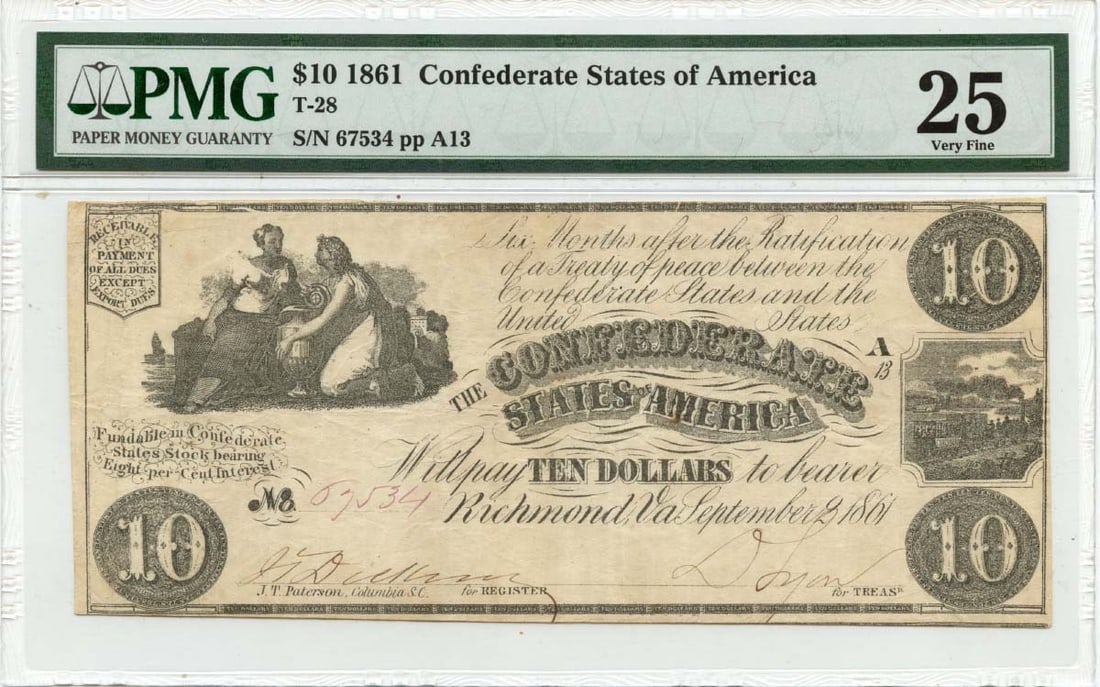 PMG
PAPER MONEY GUARANTY
$10 1861 Confederate States of America
T-28
S/N 67534 pp A13
25
Very Fine
RECEIVABLE
IN
PAYMENT
OF ALL DUES
EXCEPT
EXPORT DUES
Six Months after the Ratification
of a Treaty of peace between the
Confederate States and the
United States
10
A
13
THE CONFEDERATE
STATES OF AMERICA
Fundable in Confederate
States Stock bearing
Eight per Cent Interest
Will pay TEN DOLLARS to bearer
No. 67534
Richmond, Va September 2 1861
10
10
J. T. Paterson, Columbia S.C.
for REGISTER
for TREASR